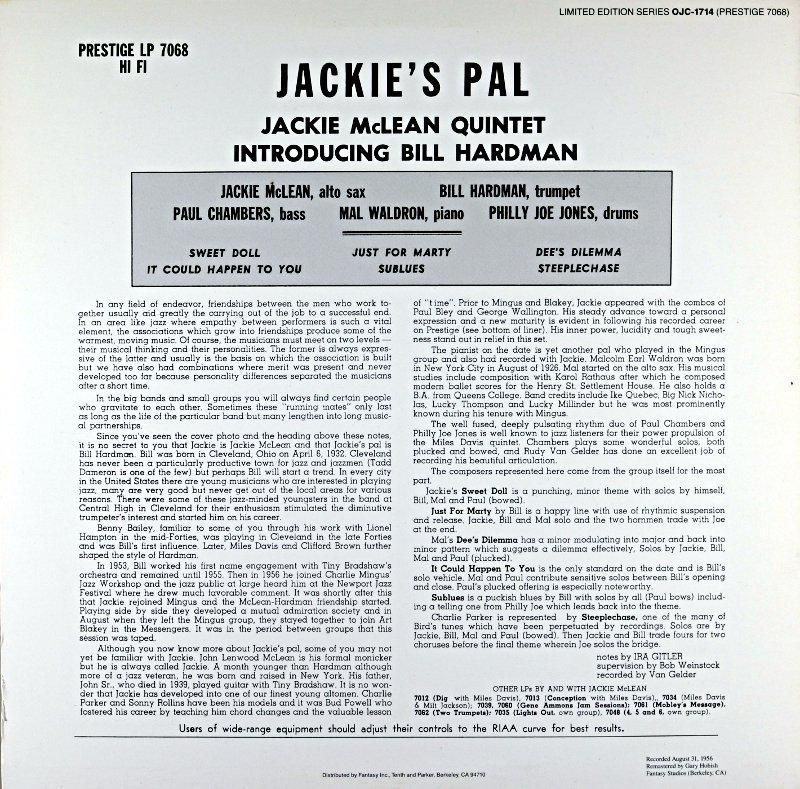 LIMITED EDITION SERIES OJC-1714 (PRESTIGE 7068)
PRESTIGE LP 7068
HI FI
JACKIE'S PAL
JACKIE McLEAN QUINTET
INTRODUCING BILL HARDMAN
JACKIE McLEAN, alto sax BILL HARDMAN, trumpet
PAUL CHAMBERS, bass MAL WALDRON, piano PHILLY JOE JONES, drums
SWEET DOLL JUST FOR MARTY DEE'S DILEMMA
IT COULD HAPPEN TO YOU SUBLUES STEEPLECHASE
In any field of endeavor, friendships between the men who work to-
gether usually aid greatly the carrying out of the job to a successful end.
In an area like jazz where empathy between performers is such a vital
element, the associations which grow into friendships produce some of the
warmest, moving music. Of course, the musicians must meet on two levels —
their musical thinking and their personalities. The former is always expres-
sive of the latter and usually is the basis on which the association is built
but we have also had combinations where merit was present and never
developed too far because personality differences separated the musicians
after a short time.
In the big bands and small groups you will always find certain people
who gravitate to each other. Sometimes these "running mates" only last
as long as the life of the particular band but many lengthen into long music-
al partnerships.
Since you've seen the cover photo and the heading above these notes,
it is no secret to you that Jackie is Jackie McLean and that Jackie's pal is
Bill Hardman. Bill was born in Cleveland, Ohio on April 6, 1932. Cleveland
has never been a particularly productive town for jazz and jazzmen (Tadd
Dameron is one of the few) but perhaps Bill will start a trend. In every city
in the United States there are young musicians who are interested in playing
jazz, many are very good but never get out of the local areas for various
reasons. There were some of these jazz-minded youngsters in the band at
Central High in Cleveland for their enthusiasm stimulated the diminutive
trumpeter's interest and started him on his career.
Benny Bailey, familiar to some of you through his work with Lionel
Hampton in the mid-Forties, was playing in Cleveland in the late Forties
and was Bill's first influence. Later, Miles Davis and Clifford Brown further
shaped the style of Hardman.
In 1953, Bill worked his first name engagement with Tiny Bradshaw's
orchestra and remained until 1955. Then in 1956 he joined Charlie Mingus'
Jazz Workshop and the jazz public at large heard him at the Newport Jazz
Festival where he drew much favorable comment. It was shortly after this
that Jackie rejoined Mingus and the McLean-Hardman friendship started.
Playing side by side they developed a mutual admiration society and in
August when they left the Mingus group, they stayed together to join Art
Blakey in the Messengers. It was in the period between groups that this
session was taped.
Although you now know more about Jackie's pal, some of you may not
yet be familiar with Jackie. John Lenwood McLean is his formal monicker
but he is always called Jackie. A month younger than Hardman although
more of a jazz veteran, he was born and raised in New York. His father,
John Sr., who died in 1939, played guitar with Tiny Bradshaw. It is no won-
der that Jackie has developed into one of our finest young altomen. Charlie
Parker and Sonny Rollins have been his models and it was Bud Powell who
fostered his career by teaching him chord changes and the valuable lesson
of "time". Prior to Mingus and Blakey, Jackie appeared with the combos of
Paul Bley and George Wallington. His steady advance toward a personal
expression and a new maturity is evident in following his recorded career
on Prestige (see bottom of liner). His inner power, lucidity and tough sweet-
ness stand out in relief in this set.
The pianist on the date is yet another pal who played in the Mingus
group and also had recorded with Jackie. Malcolm Earl Waldron was born
in New York City in August of 1926. Mal started on the alto sax. His musical
studies include composition with Karol Rathaus after which he composed
modern ballet scores for the Henry St. Settlement House. He also holds a
B.A. from Queens College. Band credits include Ike Quebec, Big Nick Nicho-
las, Lucky Thompson and Lucky Millinder but he was most prominently
known during his tenure with Mingus.
The well fused, deeply pulsating rhythm duo of Paul Chambers and
Philly Joe Jones is well known to jazz listeners for their power propulsion of
the Miles Davis quintet. Chambers plays some wonderful solos, both
plucked and bowed, and Rudy Van Gelder has done an excellent job of
recording his beautiful articulation.
The composers represented here come from the group itself for the most
part.
Jackie's Sweet Doll is a punching, minor theme with solos by himself,
Bill, Mal and Paul (bowed).
Just For Marty by Bill is a happy line with use of rhythmic suspension
and release. Jackie, Bill and Mal solo and the two hornmen trade with Joe
at the end.
Mal's Dee's Dilemma has a minor modulating into major and back into
minor pattern which suggests a dilemma effectively. Solos by Jackie, Bill,
Mal and Paul (plucked).
It Could Happen To You is the only standard on the date and is Bill's
solo vehicle. Mal and Paul contribute sensitive solos between Bill's opening
and close. Paul's plucked offering is especially noteworthy.
Sublues is a puckish blues by Bill with solos by all (Paul bows) includ-
ing a telling one from Philly Joe which leads back into the theme.
Charlie Parker is represented by Steeplechase, one of the many of
Bird's tunes which have been perpetuated by recordings. Solos are by
Jackie, Bill, Mal and Paul (bowed). Then Jackie and Bill trade fours for two
choruses before the final theme wherein Joe solos the bridge.
notes by IRA GITLER
supervision by Bob Weinstock
recorded by Van Gelder
OTHER LPs BY AND WITH JACKIE McLEAN
7012 (Dig with Miles Davis), 7013 (Conception with Miles Davis), 7034 (Miles Davis
& Milt Jackson); 7039, 7060 (Gene Ammons Jam Sessions); 7061 (Mobley's Message),
7062 (Two Trumpets); 7035 (Lights Out, own group), 7048 (4, 5 and 6, own group).
Users of wide-range equipment should adjust their controls to the RIAA curve for best results.
Recorded August 31, 1956
Remastered by Gary Hobish
Fantasy Studios (Berkeley, CA)
Distributed by Fantasy Inc., Tenth and Parker, Berkeley, CA 94710